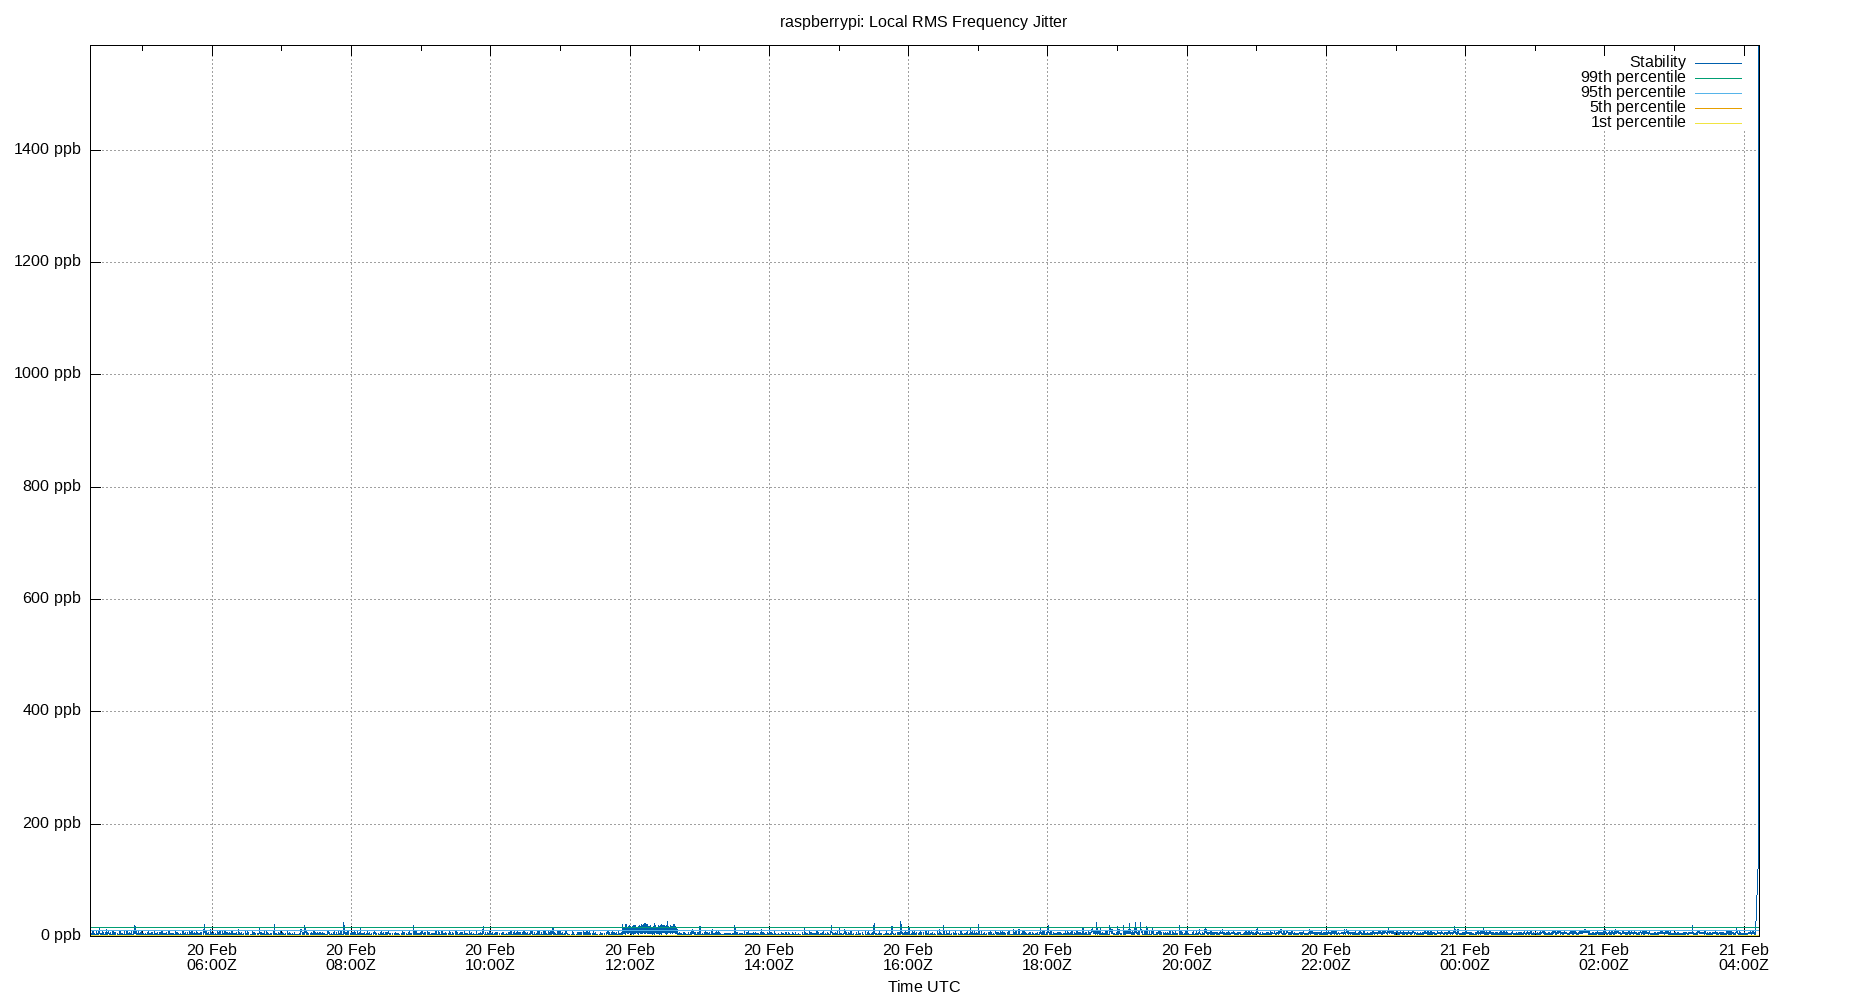 raspberrypi: Local RMS Frequency Jitter
Stability
99th percentile
95th percentile
5th percentile
1st percentile
1400 ppb
1200 ppb
1000 ppb
800 ppb
600 ppb
400 ppb
200 ppb
0 ppb
20 Feb 20 Feb 20 Feb 20 Feb 20 Feb 20 Feb 20 Feb 20 Feb 20 Feb 21 Feb 21 Feb 21 Feb
06:00Z 08:00Z 10:00Z 12:00Z 14:00Z 16:00Z 18:00Z 20:00Z 22:00Z 00:00Z 02:00Z 04:00Z
Time UTC